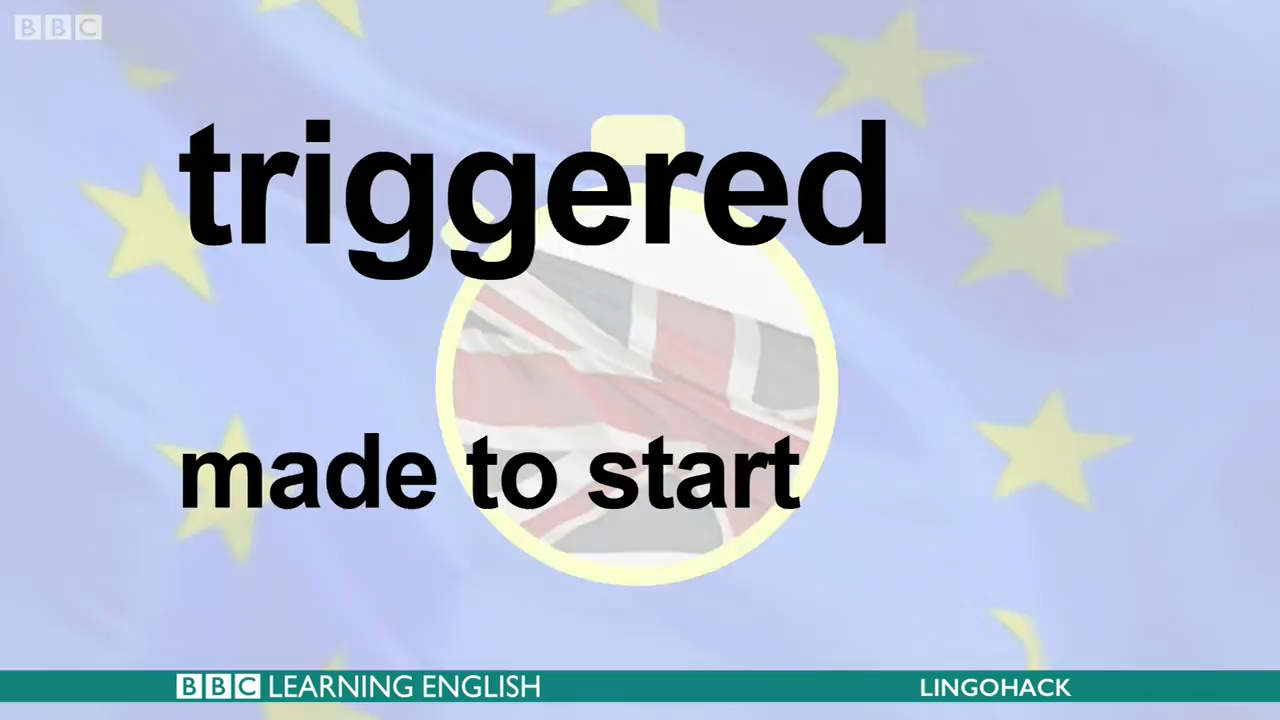 BBC
triggered
made to start
BBC LEARNING ENGLISH
LINGOHACK